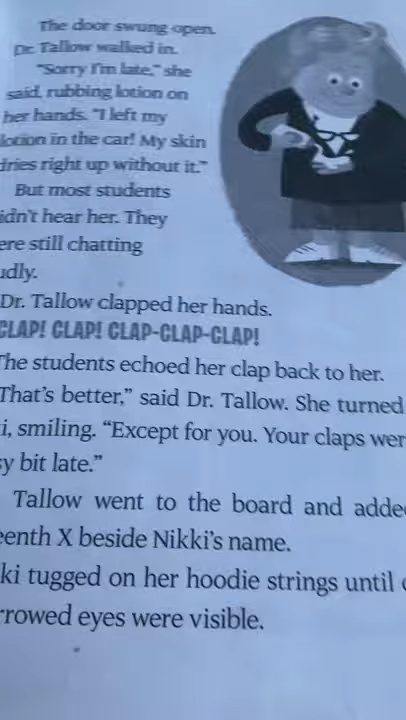 The door swung open.
Dr. Tallow walked in.
"Sorry I'm late," she
said, rubbing lotion on
her hands. "I left my
lotion in the car! My skin
dries right up without it."
But most students
idn't hear her. They
ere still chatting
udly.
Dr. Tallow clapped her hands.
CLAP! CLAP! CLAP-CLAP-CLAP!
The students echoed her clap back to her.
That's better," said Dr. Tallow. She turned
i, smiling. "Except for you. Your claps wer
sy bit late."
Tallow went to the board and adde
eenth X beside Nikki's name.
ki tugged on her hoodie strings until
rrowed eyes were visible.